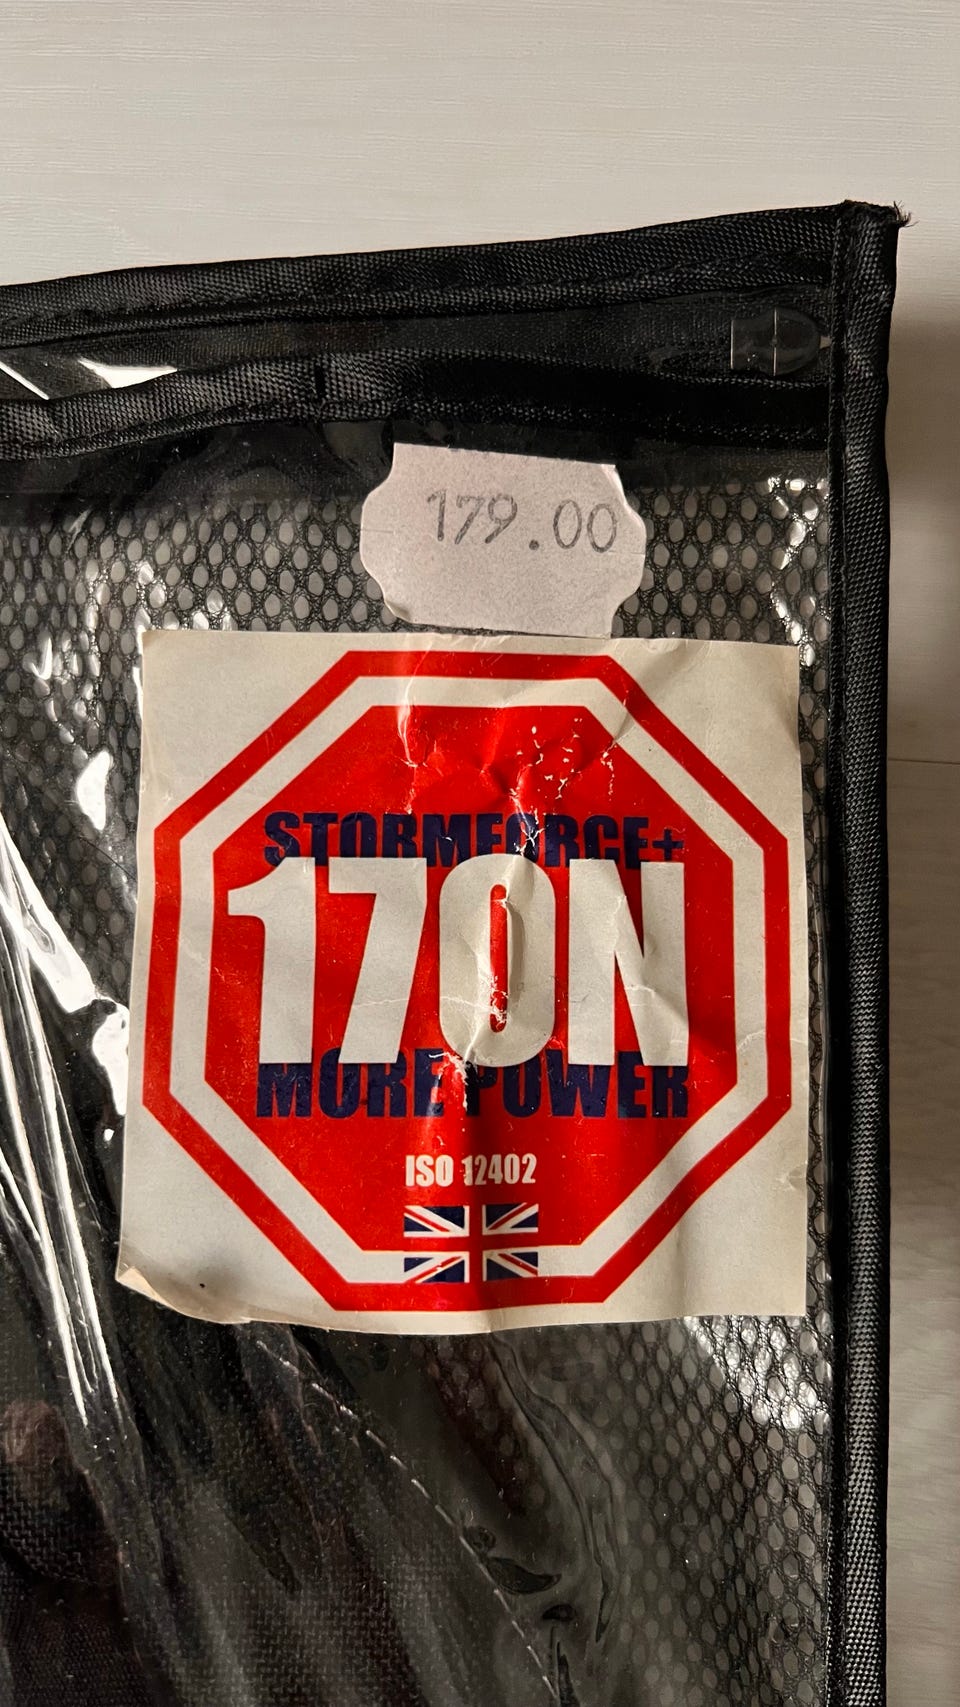 179.00
STORMFORCE+
170N
MORE POWER
ISO 12402